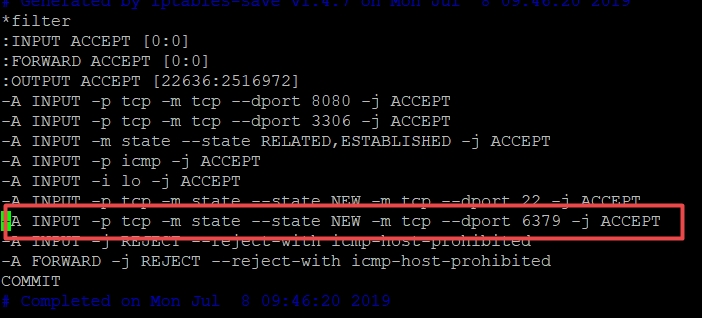 # Generated by iptables-save v1.4.7 on Mon Jul  8 09:46:20 2019
*filter
:INPUT ACCEPT [0:0]
:FORWARD ACCEPT [0:0]
:OUTPUT ACCEPT [22636:2516972]
-A INPUT -p tcp -m tcp --dport 8080 -j ACCEPT
-A INPUT -p tcp -m tcp --dport 3306 -j ACCEPT
-A INPUT -m state --state RELATED,ESTABLISHED -j ACCEPT
-A INPUT -p icmp -j ACCEPT
-A INPUT -i lo -j ACCEPT
-A INPUT -p tcp -m state --state NEW -m tcp --dport 22 -j ACCEPT
-A INPUT -p tcp -m state --state NEW -m tcp --dport 6379 -j ACCEPT
-A INPUT -j REJECT --reject-with icmp-host-prohibited
-A FORWARD -j REJECT --reject-with icmp-host-prohibited
COMMIT
# Completed on Mon Jul  8 09:46:20 2019